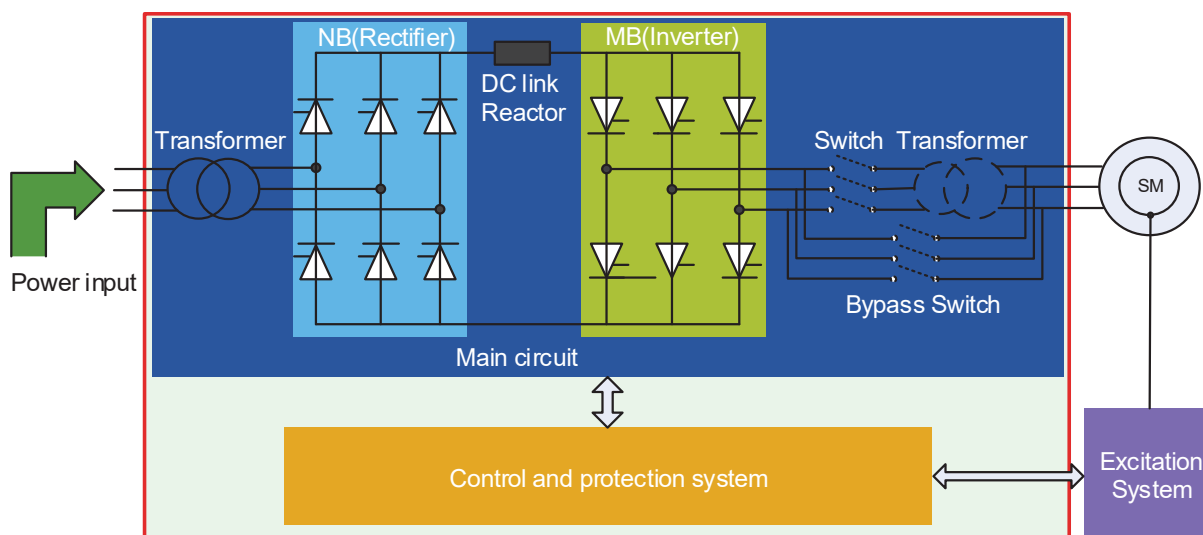 NB(Rectifier)
MB(Inverter)
DC link
Reactor
Transformer
Switch
Transformer
SM
Power input
Bypass Switch
Main circuit
Control and protection system
Excitation
System